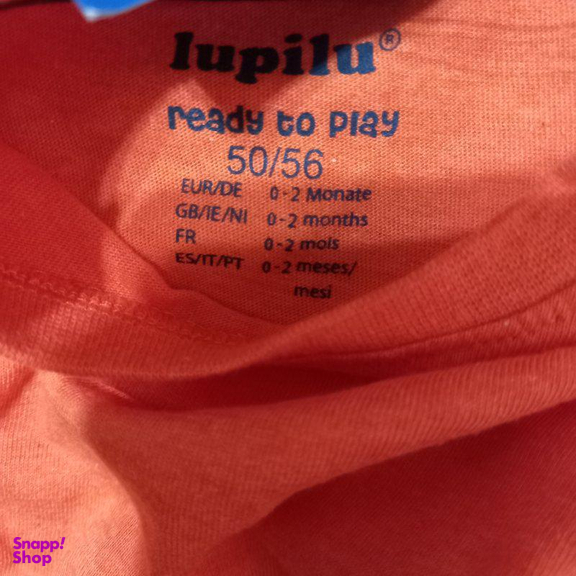 lupilu®
ready to play
50/56
EUR/DE 0-2 Monate
GB/IE/NI 0-2 months
FR 0-2 mois
ES/IT/PT 0-2 meses/
mesi
Snapp!
Shop